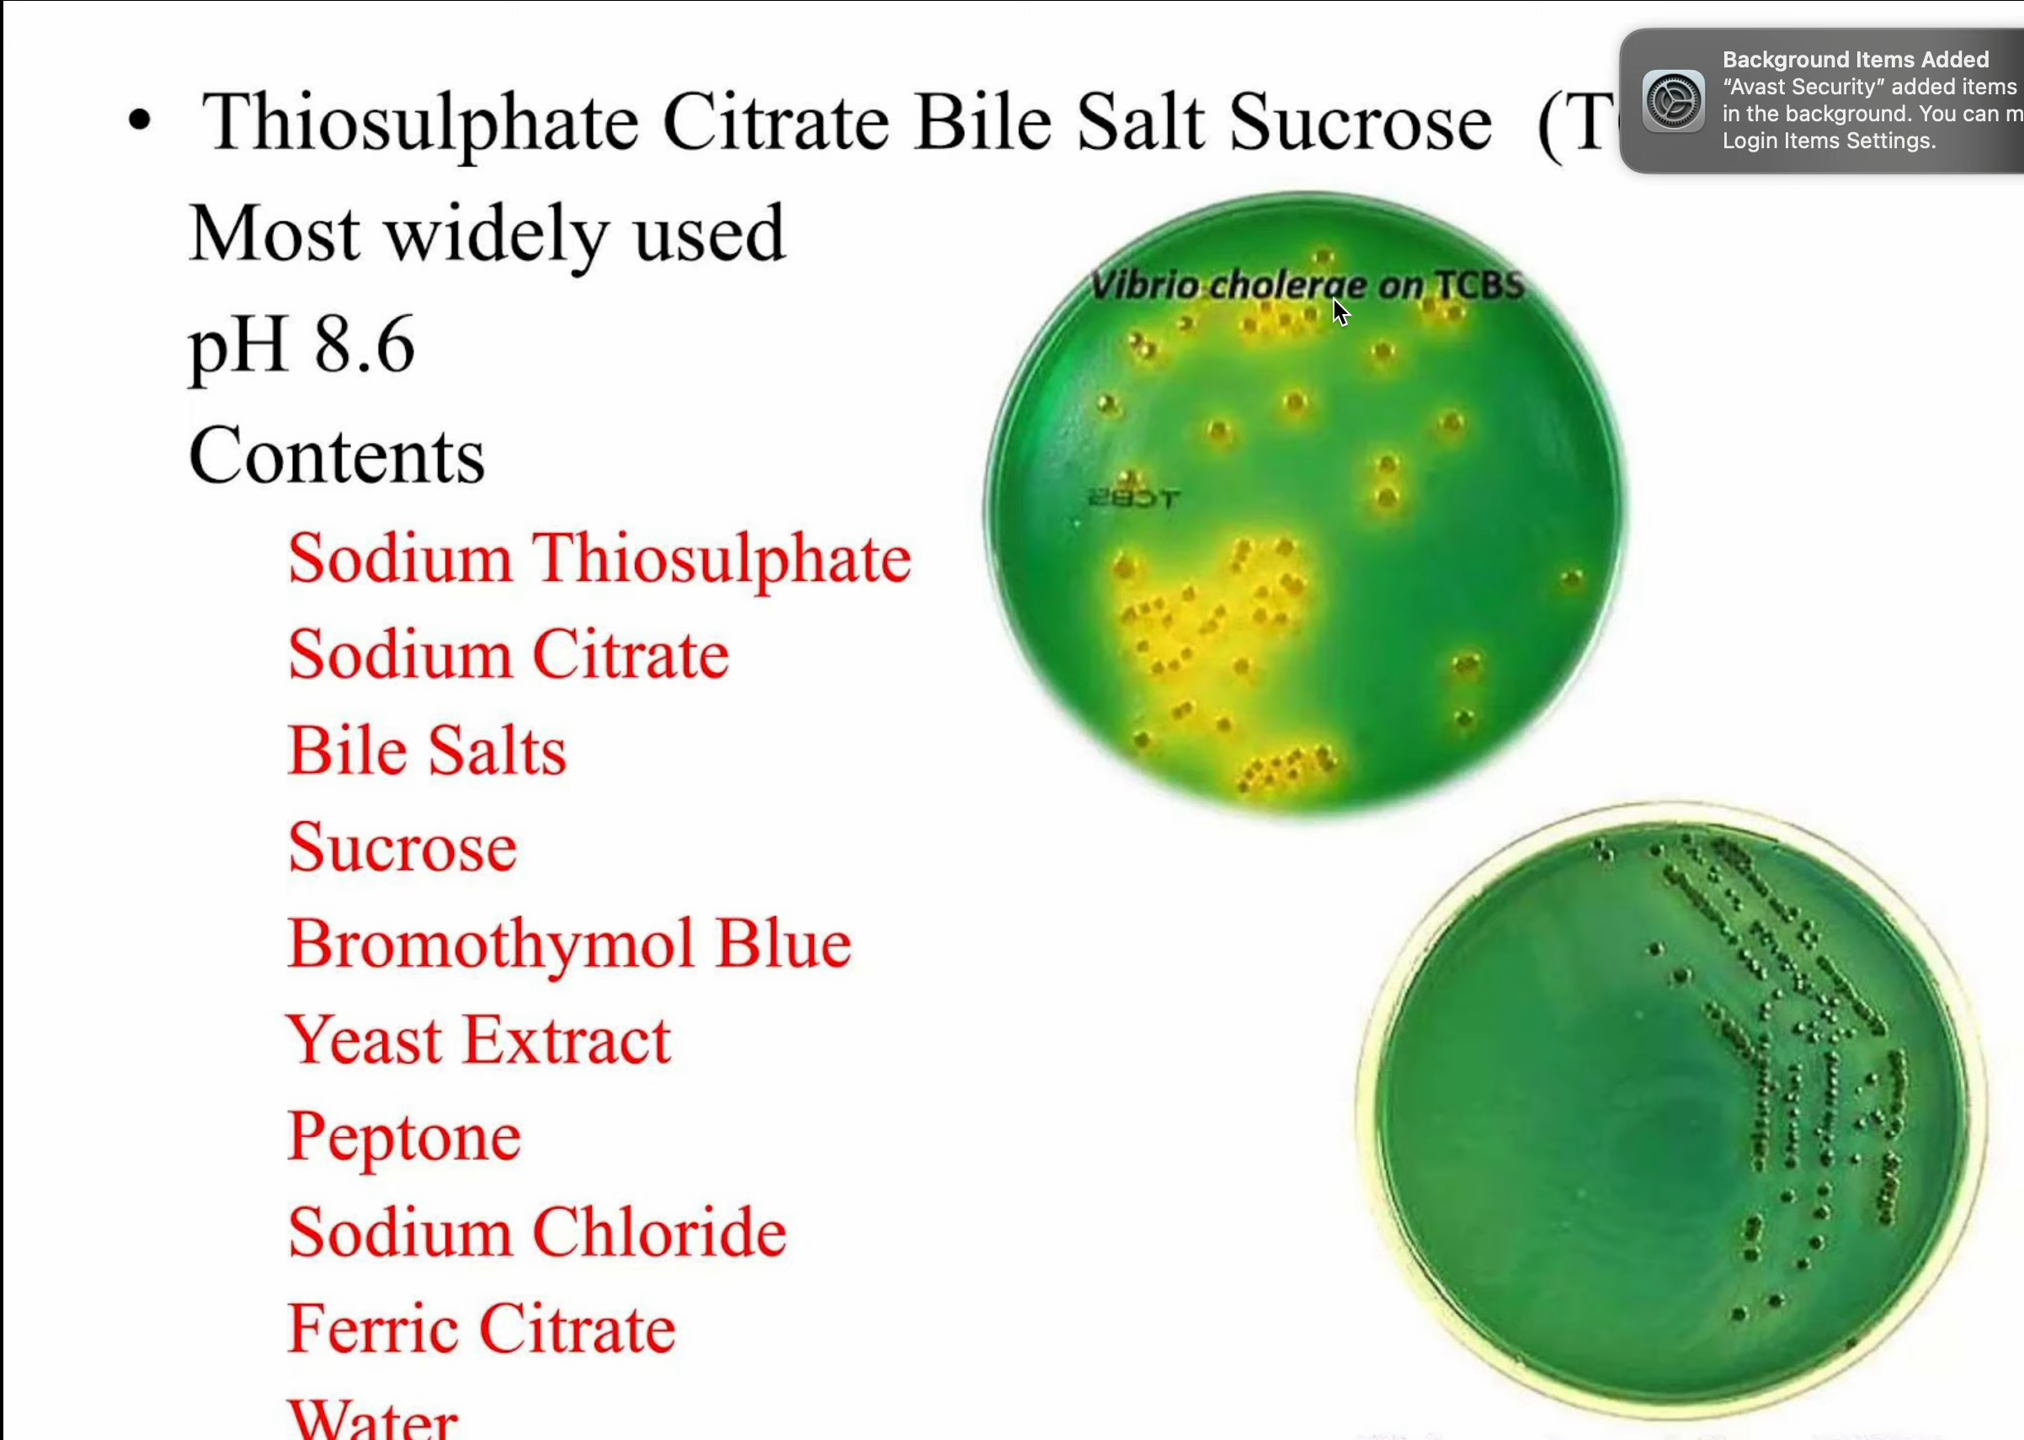 • Thiosulphate Citrate Bile Salt Sucrose (T
Background Items Added
“Avast Security” added items
in the background. You can m
Login Items Settings.
Most widely used
Vibrio cholerae on TCBS
pH 8.6
Contents
TCBS
Sodium Thiosulphate
Sodium Citrate
Bile Salts
Sucrose
Bromothymol Blue
Yeast Extract
Peptone
Sodium Chloride
Ferric Citrate
Water